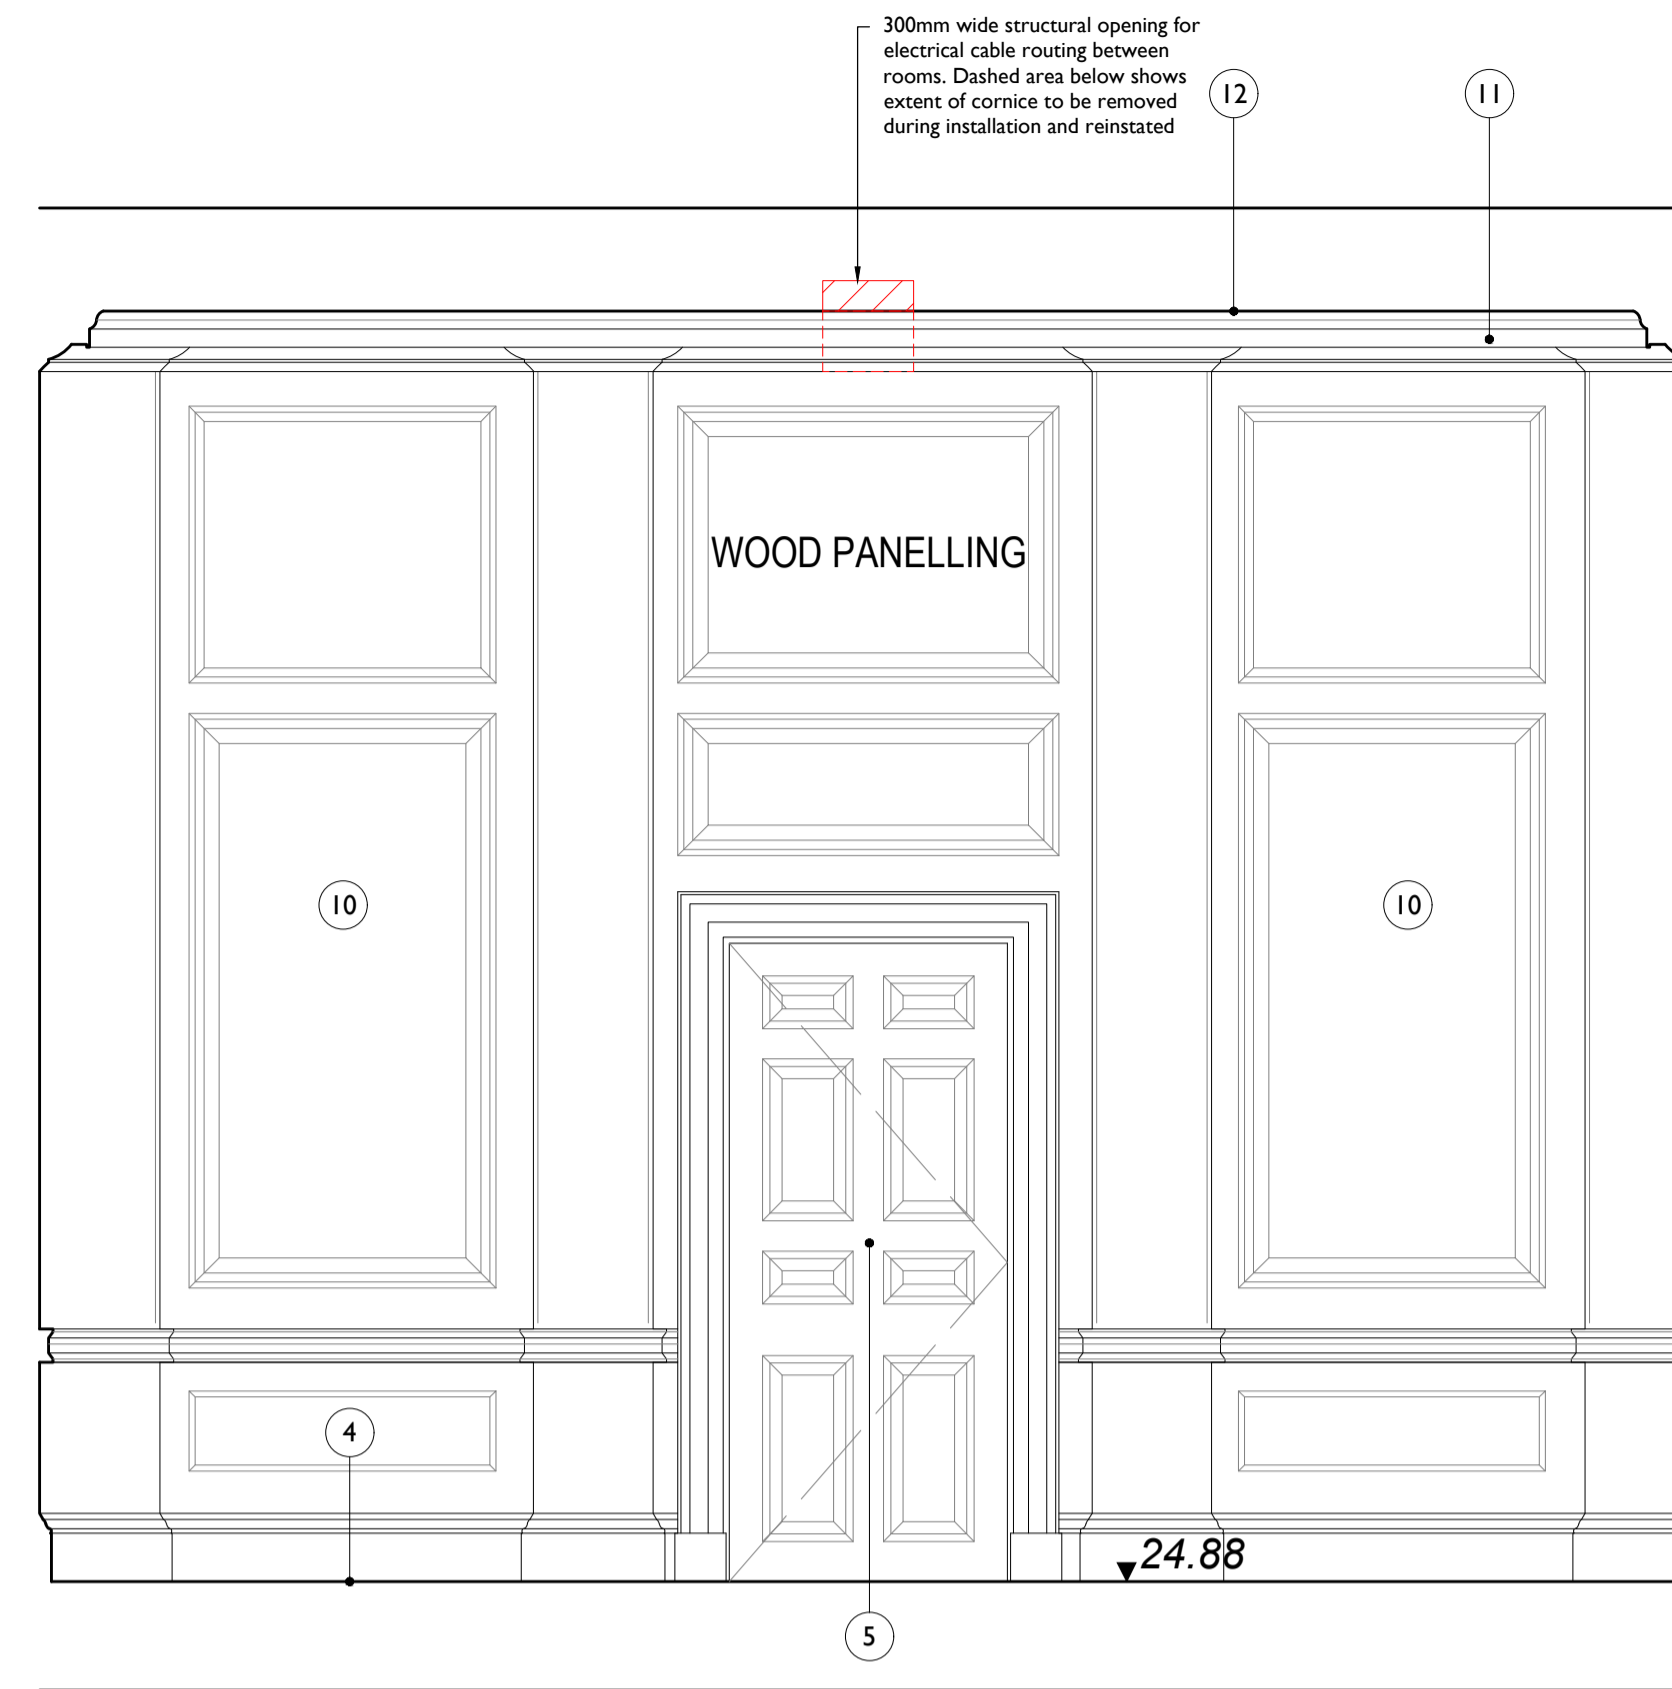 300mm wide structural opening for
electrical cable routing between
rooms. Dashed area below shows
extent of cornice to be removed
during installation and reinstated
12
11
WOOD PANELLING
10
10
4
24.88
5